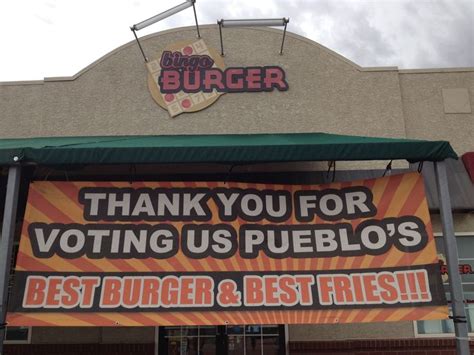 bingo
BURGER
THANK YOU FOR
VOTING US PUEBLO'S
BEST BURGER & BEST FRIES!!!